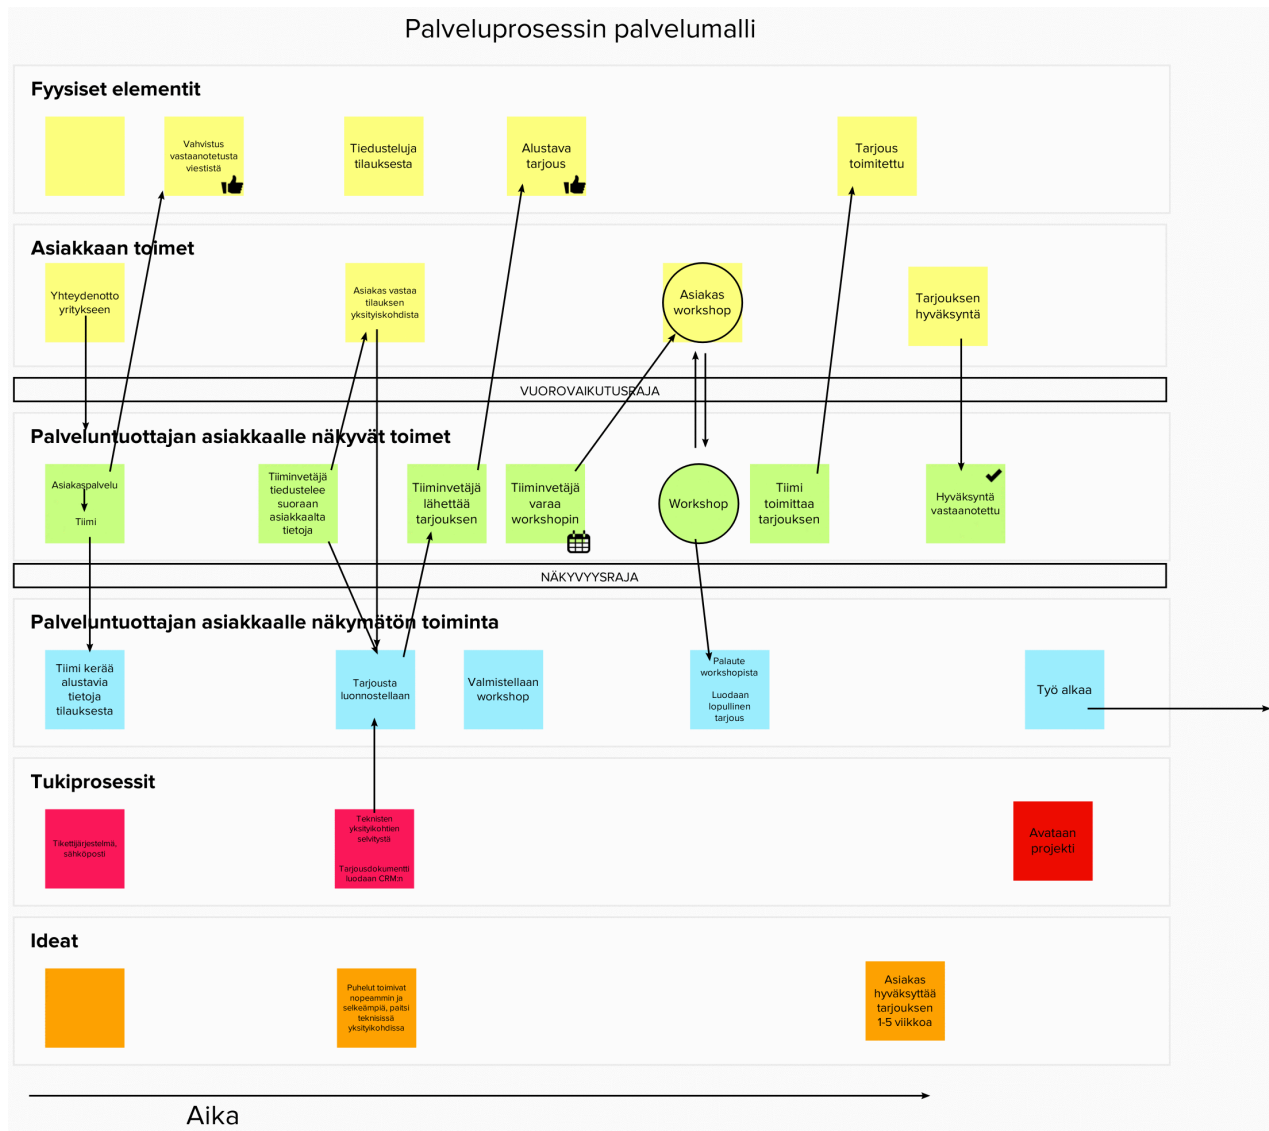 Palveluprosessin palvelumalli
Fyysiset elementit
Vahvistus
vastaanotetusta
viestistä
Tiedusteluja
tilauksesta
Alustava
tarjous
Tarjous
toimitettu
Asiakkaan toimet
Yhteydenotto
yritykseen
Asiakas vastaa
tilauksen
yksityiskohdista
Asiakas
workshop
Tarjouksen
hyväksyntä
VUOROVAIKUTUSRAJA
Palveluntuottajan asiakkaalle näkyvät toimet
Asiakaspalvelu
Tiimi
Tiiminvetäjä
tiedustelee
suoraan
asiakkaalta
tietoja
Tiiminvetäjä
lähettää
tarjouksen
Tiiminvetäjä
varaa
workshopin
Workshop
Tiimi
toimittaa
tarjouksen
Hyväksyntä
vastaanotettu
NÄKYVYYSRAJA
Palveluntuottajan asiakkaalle näkymätön toiminta
Tiimi kerää
alustavia
tietoja
tilauksesta
Tarjousta
luonnostellaan
Valmistellaan
workshop
Palaute
workshopista
Luodaan
lopullinen
tarjous
Työ alkaa
Tukiprosessit
Tikettijärjestelmä,
sähköposti
Teknisten
yksityikohtien
selvitystä
Tarjousdokumentti
luodaan CRM:n
Avataan
projekti
Ideat
Puhelut toimivat
nopeammin ja
selkeämpiä, paitsi
teknisissä
yksityikohdissa
Asiakas
hyväksyttää
tarjouksen
1-5 viikkoa
Aika